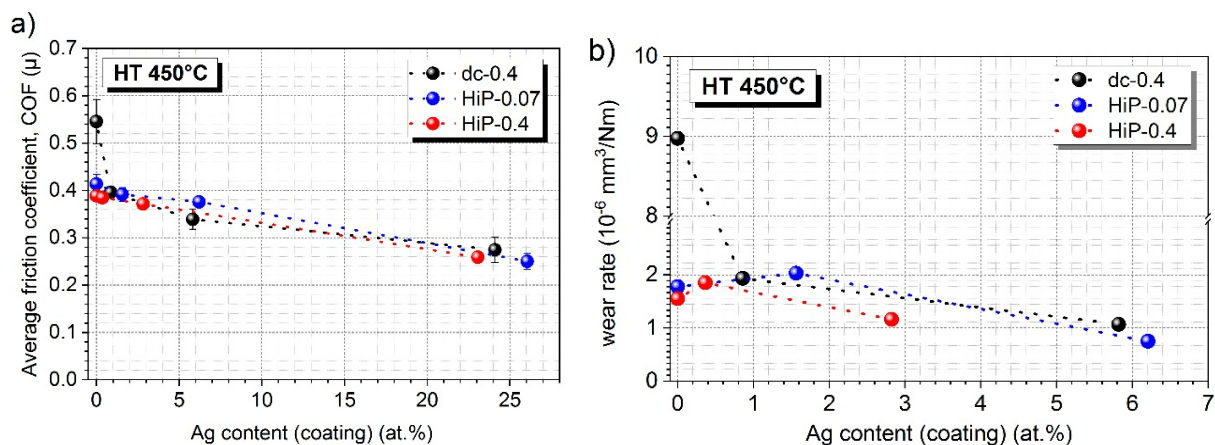 a)
HT 450°C
dc-0.4
HiP-0.07
HiP-0.4
Average friction coefficient, COF (μ)
0.7
0.6
0.5
0.4
0.3
0.2
0.1
0.0
0 5 10 15 20 25
Ag content (coating) (at.%)
b)
HT 450°C
dc-0.4
HiP-0.07
HiP-0.4
wear rate (10⁻⁶ mm³/Nm)
10
9
8
2
1
0
0 1 2 3 4 5 6 7
Ag content (coating) (at.%)